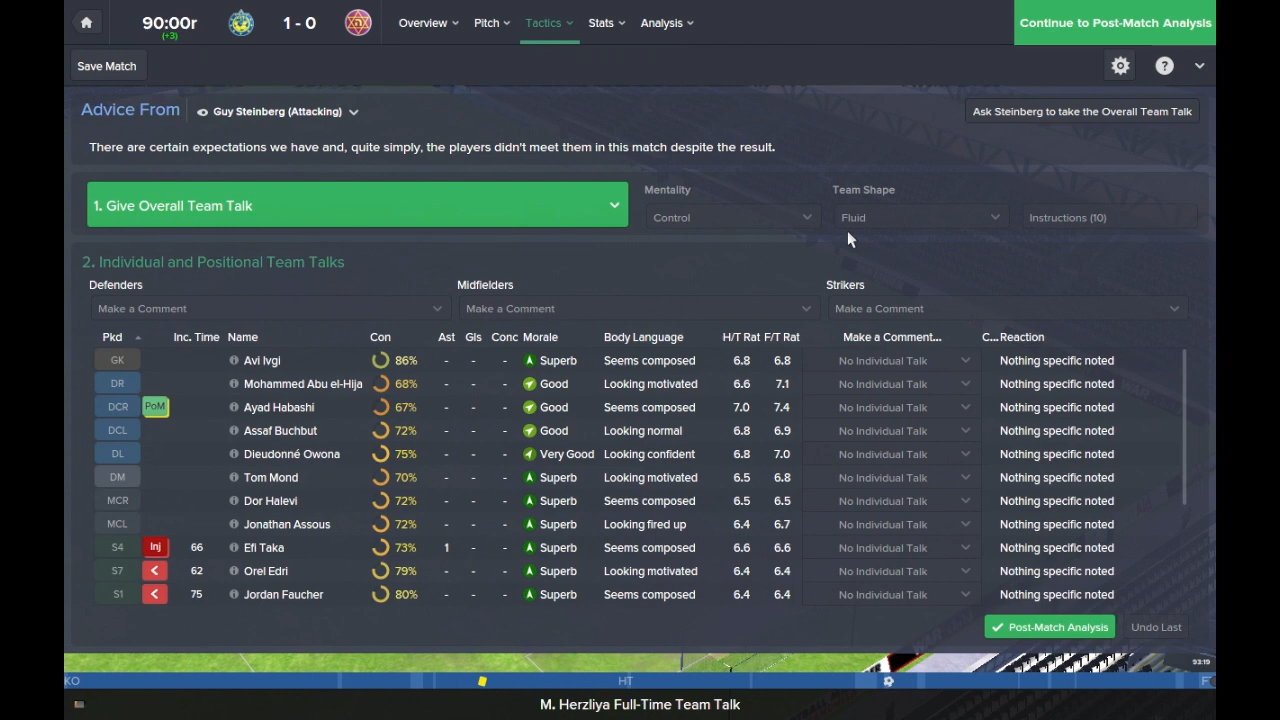 90:00r 1 - 0 Overview Pitch Tactics Stats Analysis Continue to Post-Match Analysis
(+3)
Save Match ?
Advice From Guy Steinberg (Attacking) Ask Steinberg to take the Overall Team Talk
There are certain expectations we have and, quite simply, the players didn't meet them in this match despite the result.
Mentality Team Shape
1. Give Overall Team Talk Control Fluid Instructions (10)
2. Individual and Positional Team Talks
Defenders Midfielders Strikers
Make a Comment Make a Comment Make a Comment
Pkd Inc. Time Name Con Ast Gls Conc Morale Body Language H/T Rat F/T Rat Make a Comment... C... Reaction
GK Avi Ivgi 86% - - - Superb Seems composed 6.8 6.8 No Individual Talk Nothing specific noted
DR Mohammed Abu el-Hija 68% - - - Good Looking motivated 6.6 7.1 No Individual Talk Nothing specific noted
DCR PoM Ayad Habashi 67% - - - Good Seems composed 7.0 7.4 No Individual Talk Nothing specific noted
DCL Assaf Buchbut 72% - - - Good Looking normal 6.8 6.9 No Individual Talk Nothing specific noted
DL Dieudonné Owona 75% - - - Very Good Looking confident 6.8 7.0 No Individual Talk Nothing specific noted
DM Tom Mond 70% - - - Superb Looking motivated 6.5 6.8 No Individual Talk Nothing specific noted
MCR Dor Halevi 72% - - - Superb Seems composed 6.5 6.5 No Individual Talk Nothing specific noted
MCL Jonathan Assous 72% - - - Superb Looking fired up 6.4 6.7 No Individual Talk Nothing specific noted
S4 Inj 66 Efi Taka 73% 1 - - Superb Seems composed 6.6 6.6 No Individual Talk Nothing specific noted
S7 62 Orel Edri 79% - - - Superb Looking motivated 6.4 6.4 No Individual Talk Nothing specific noted
S1 75 Jordan Faucher 80% - - - Superb Seems composed 6.4 6.4 No Individual Talk Nothing specific noted
Post-Match Analysis Undo Last
93:19
KO HT
M. Herzliya Full-Time Team Talk